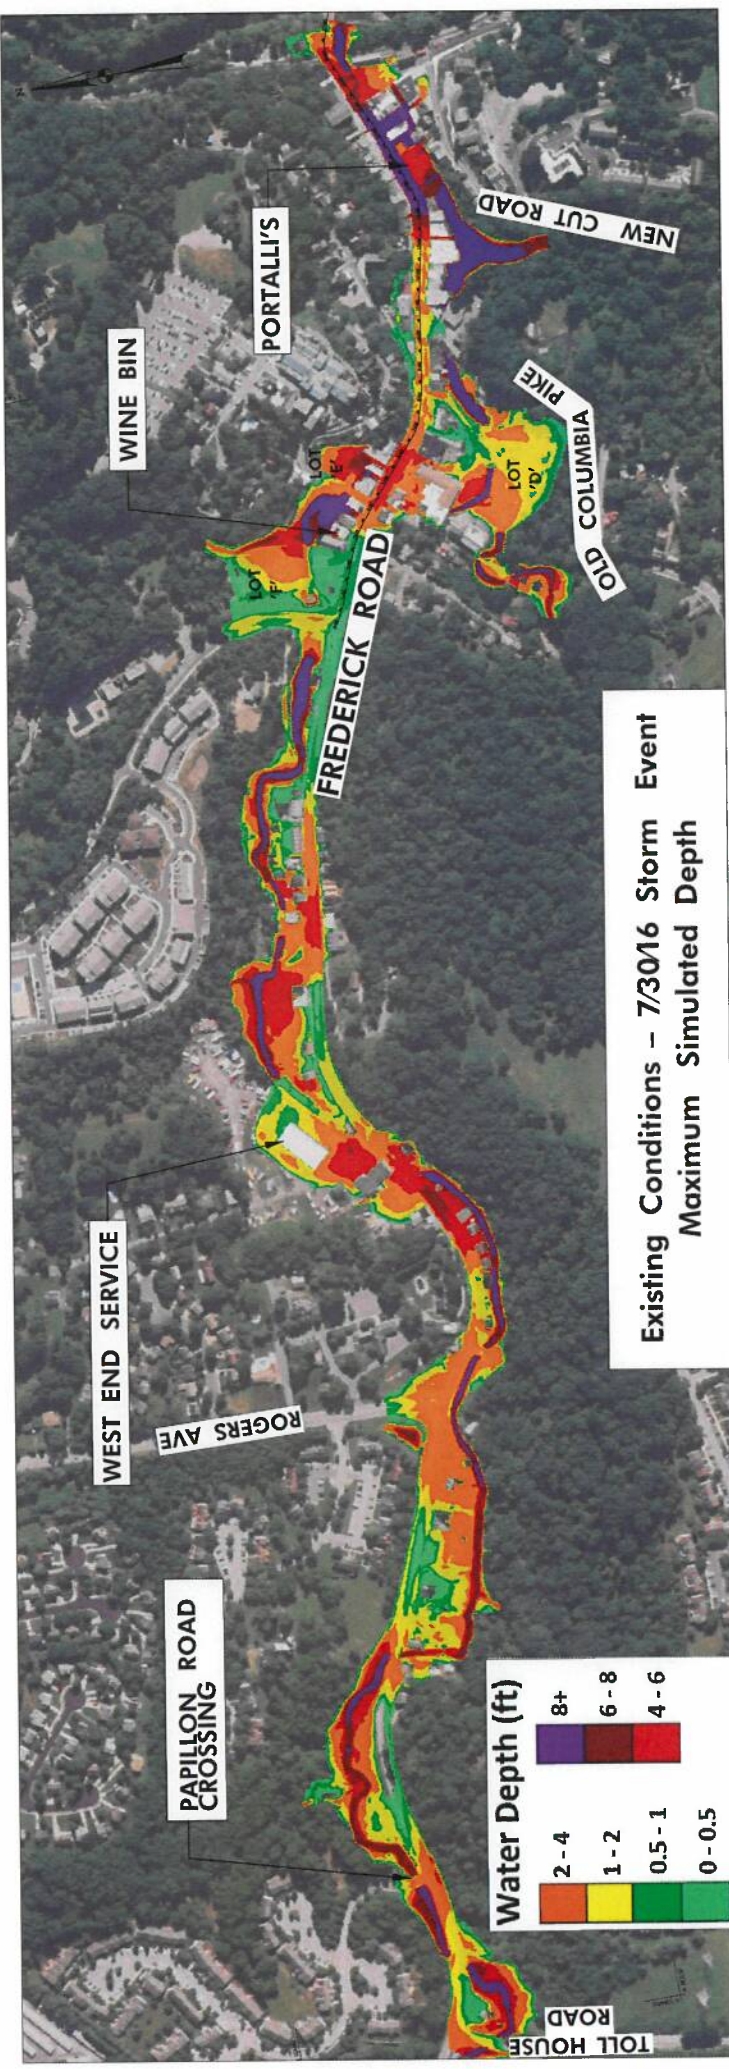 N
PORTALLI'S
NEW CUT ROAD
WINE BIN
LOT
'E'
LOT
'F'
LOT
'D'
OLD COLUMBIA PIKE
FREDERICK ROAD
WEST END SERVICE
ROGERS AVE
PAPILLON ROAD
CROSSING
TOLL HOUSE
ROAD
Existing Conditions – 7/30/16 Storm Event
Maximum Simulated Depth
Water Depth (ft)
2 - 4
1 - 2
0.5 - 1
0 - 0.5
8+
6 - 8
4 - 6